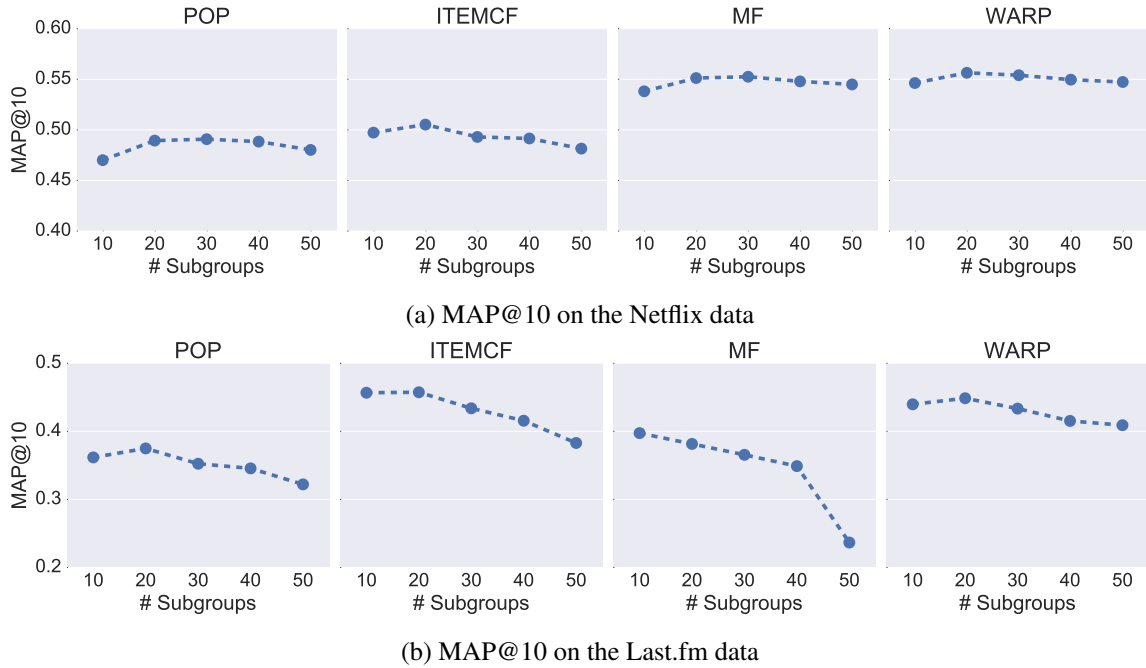 POP ITEMCF MF WARP
0.60
0.55
0.50
0.45
0.40
MAP@10
10 20 30 40 50 10 20 30 40 50 10 20 30 40 50 10 20 30 40 50
# Subgroups # Subgroups # Subgroups # Subgroups
(a) MAP@10 on the Netflix data
POP ITEMCF MF WARP
0.5
0.4
0.3
0.2
MAP@10
10 20 30 40 50 10 20 30 40 50 10 20 30 40 50 10 20 30 40 50
# Subgroups # Subgroups # Subgroups # Subgroups
(b) MAP@10 on the Last.fm data